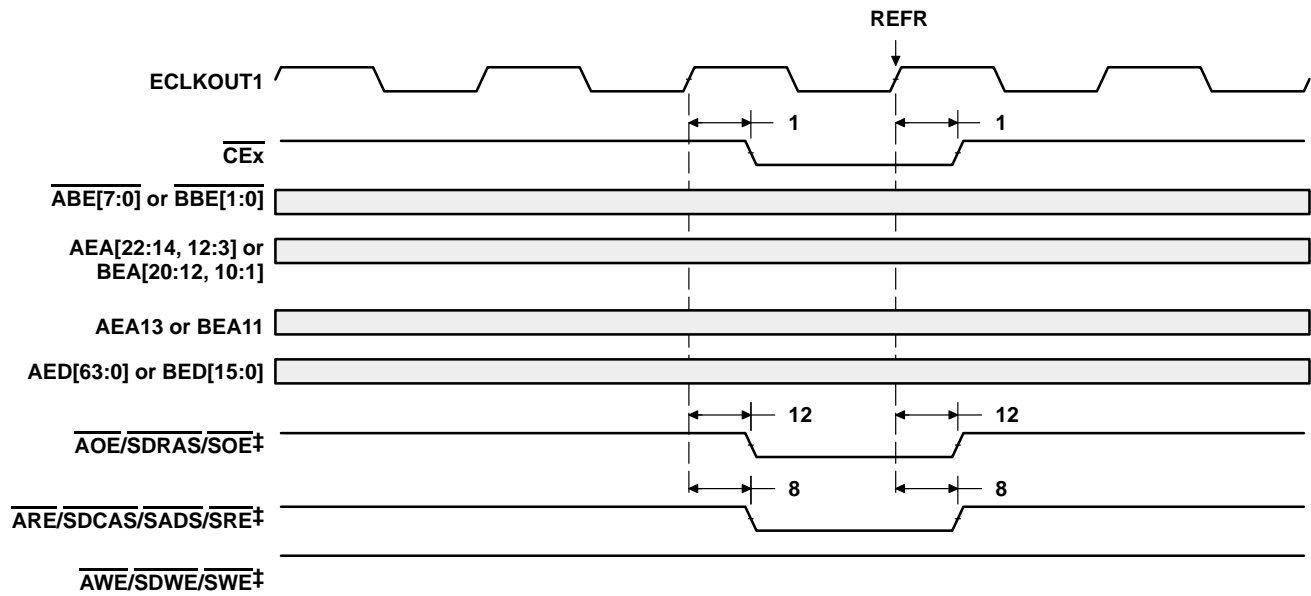 REFR
ECLKOUT1
1 1
CEx
ABE[7:0] or BBE[1:0]
AEA[22:14, 12:3] or
BEA[20:12, 10:1]
AEA13 or BEA11
AED[63:0] or BED[15:0]
12 12
AOE/SDRAS/SOE‡
8 8
ARE/SDCAS/SADS/SRE‡
AWE/SDWE/SWE‡